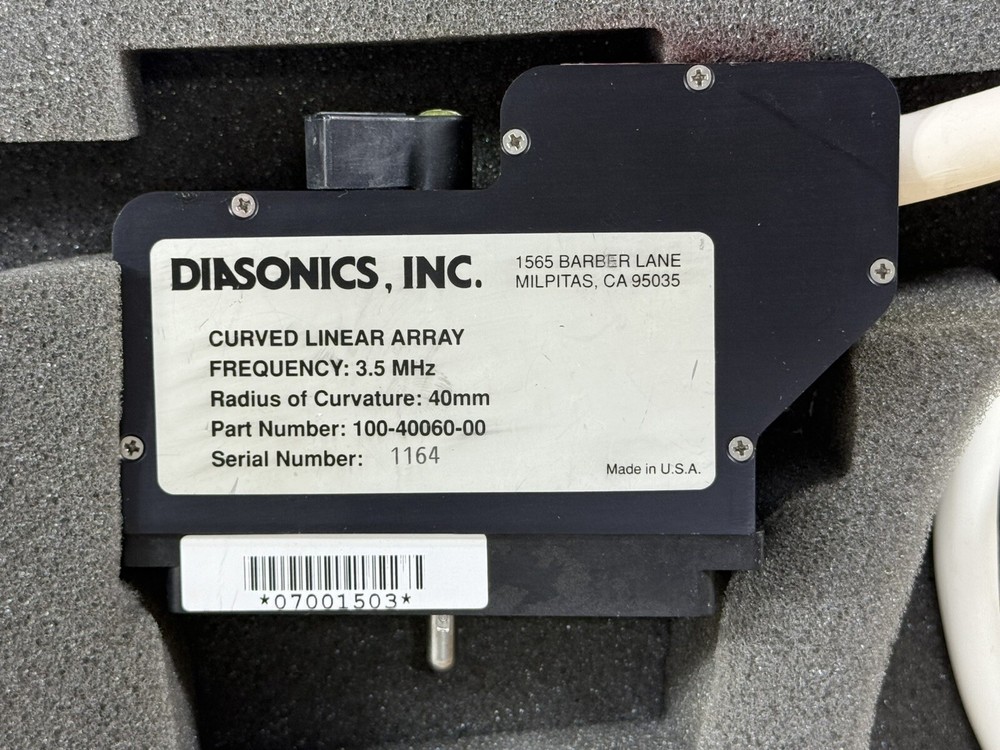 DIASONICS, INC.
1565 BARBER LANE
MILPITAS, CA 95035
CURVED LINEAR ARRAY
FREQUENCY: 3.5 MHz
Radius of Curvature: 40mm
Part Number: 100-40060-00
Serial Number: 1164
Made in U.S.A.
*07001503*